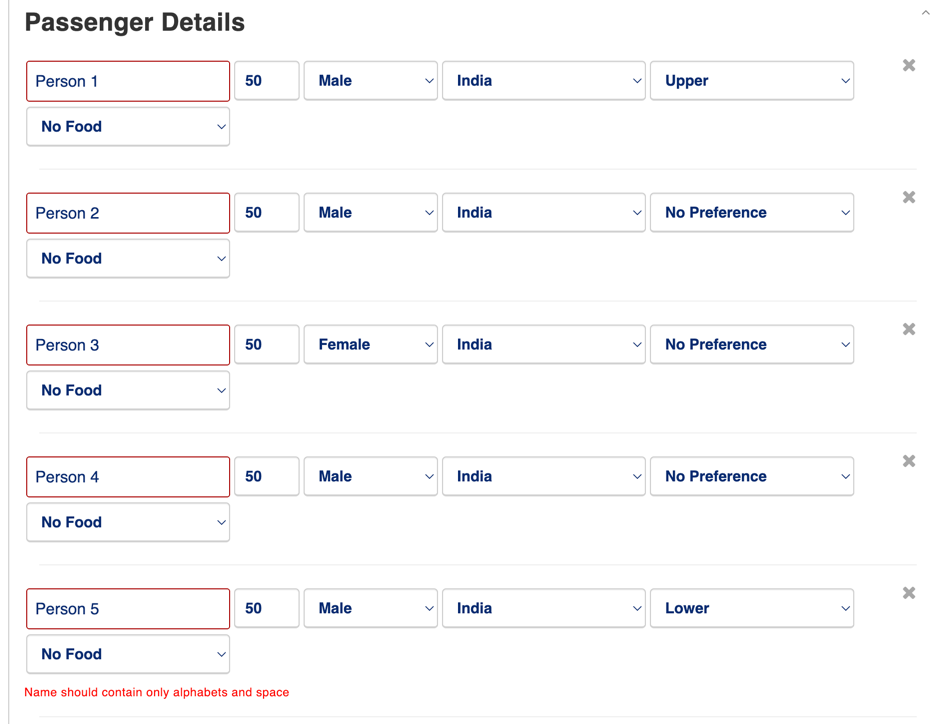 Passenger Details
Person 1 50 Male India Upper
No Food
Person 2 50 Male India No Preference
No Food
Person 3 50 Female India No Preference
No Food
Person 4 50 Male India No Preference
No Food
Person 5 50 Male India Lower
No Food
Name should contain only alphabets and space